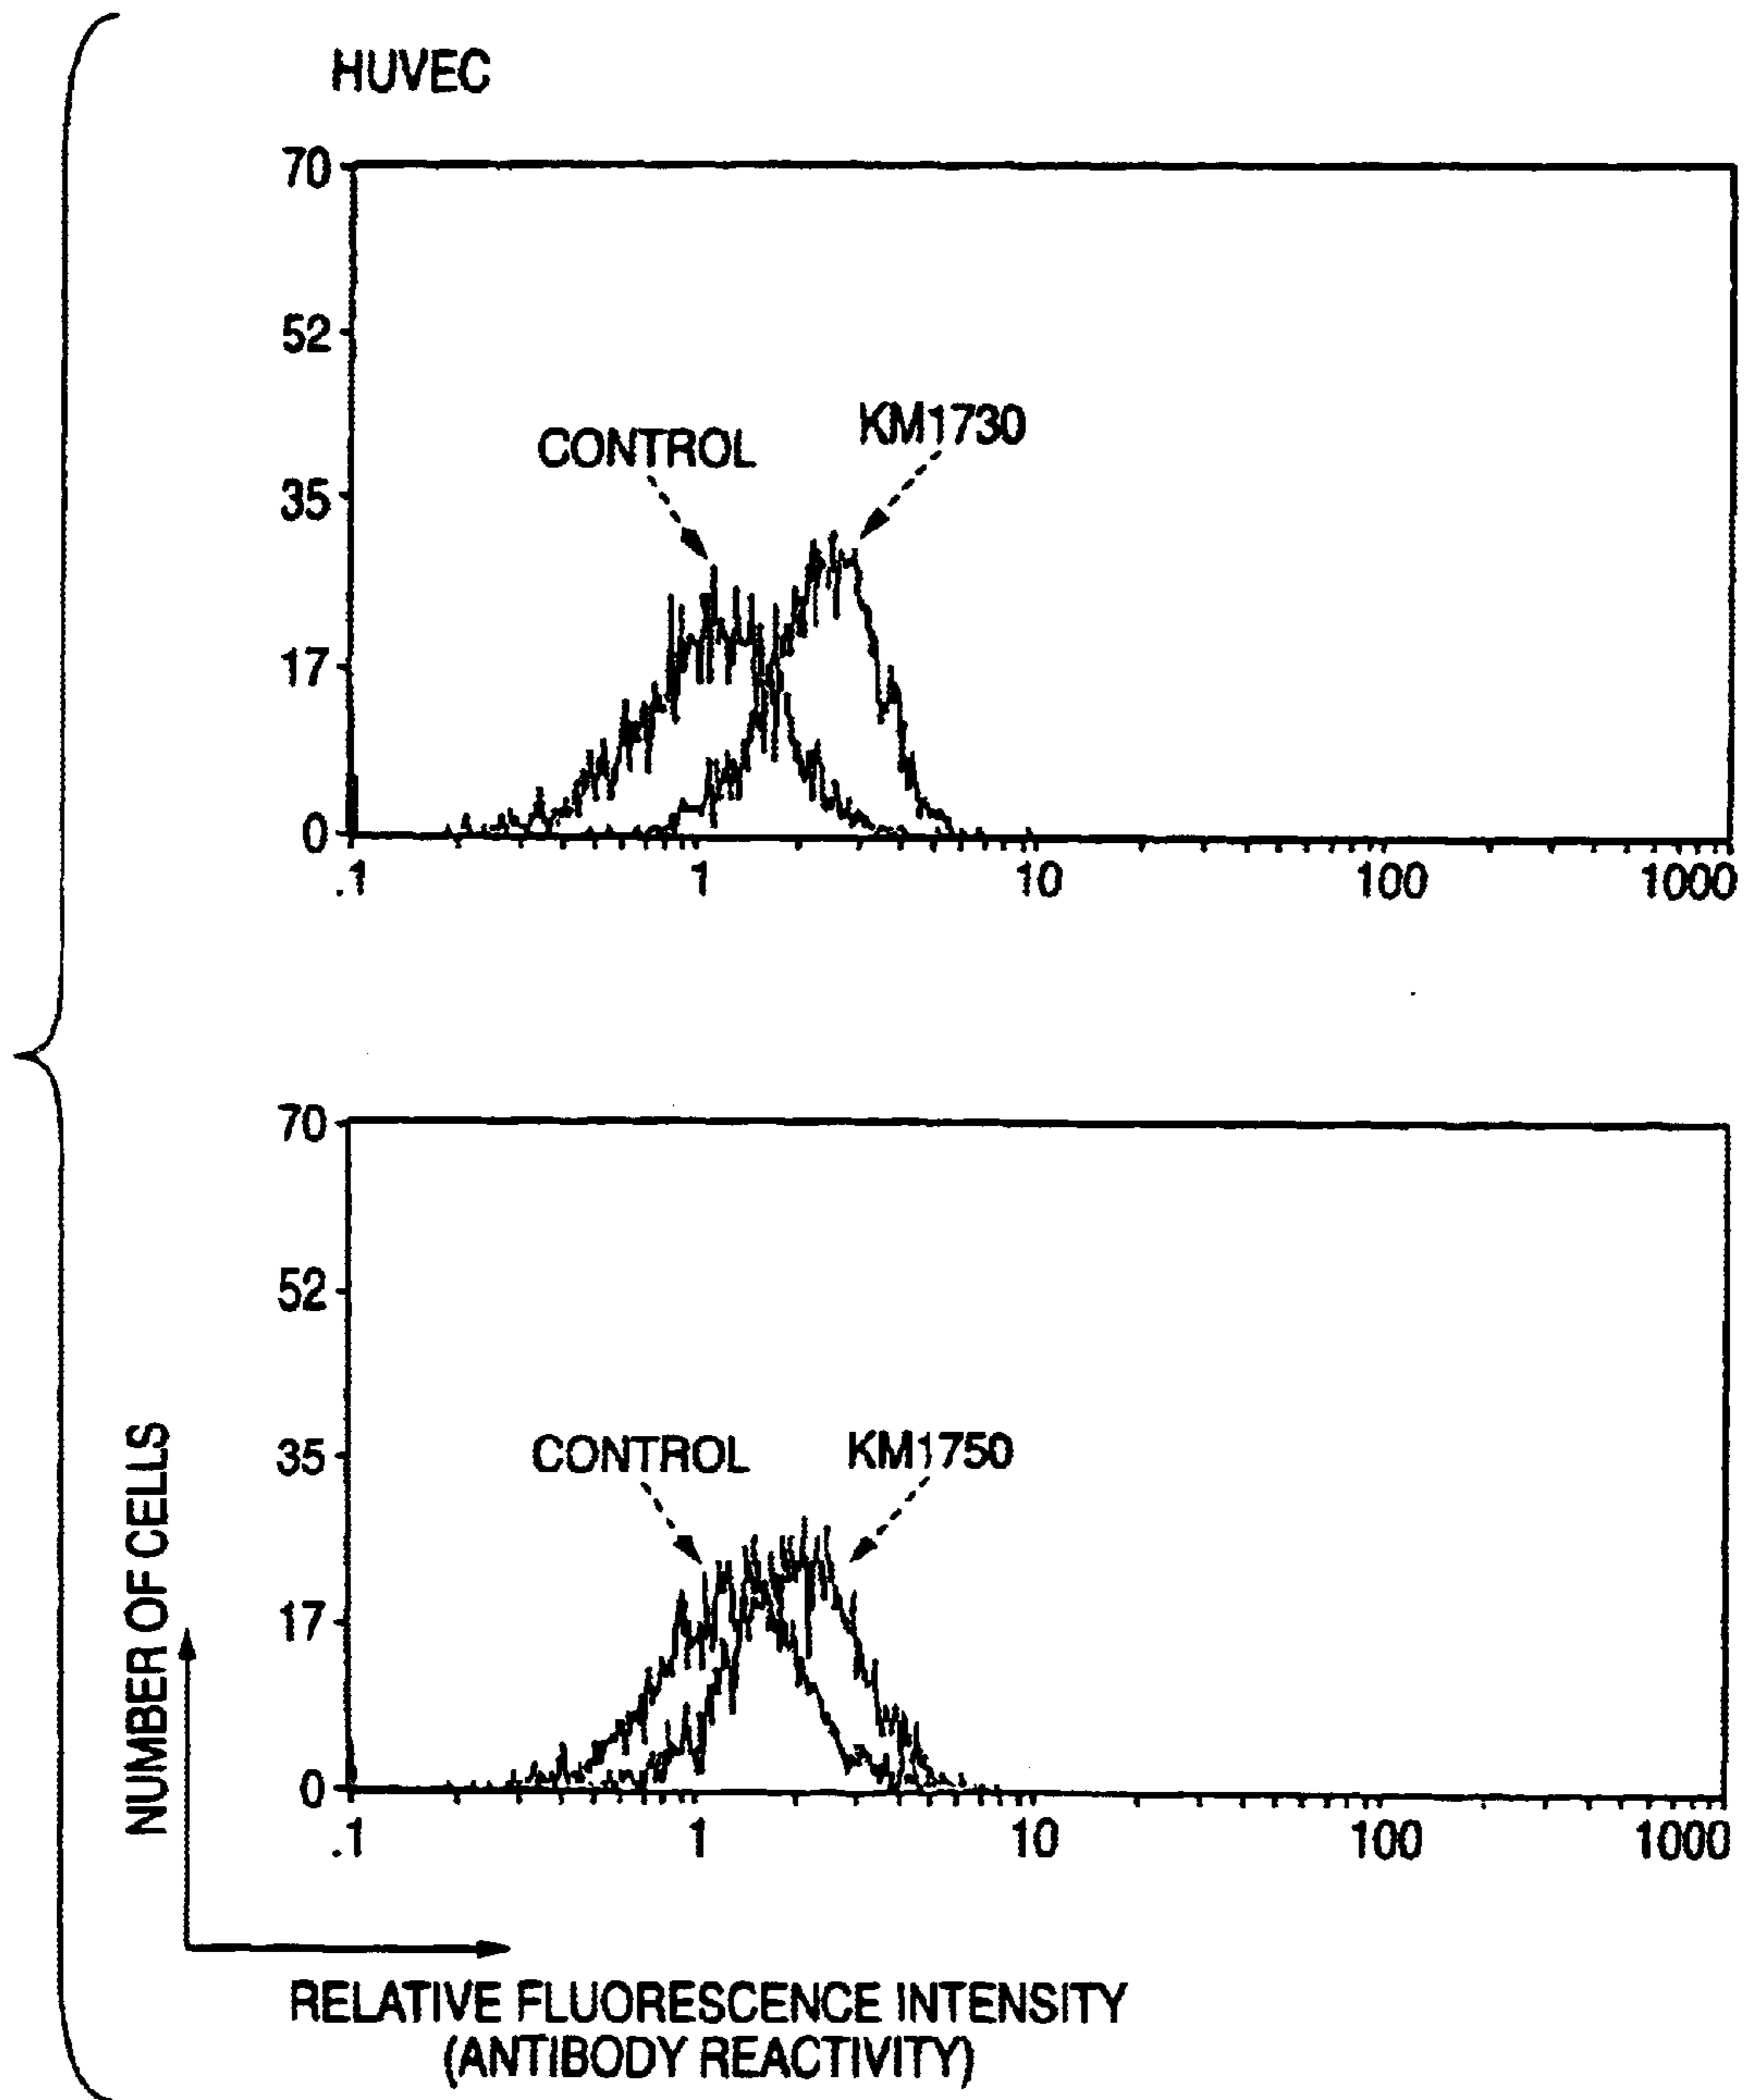 HUVEC
70
52
35
17
0
CONTROL
KM1730
.1 1 10 100 1000
70
52
35
17
0
CONTROL
KM1750
.1 1 10 100 1000
NUMBER OF CELLS
RELATIVE FLUORESCENCE INTENSITY
(ANTIBODY REACTIVITY)